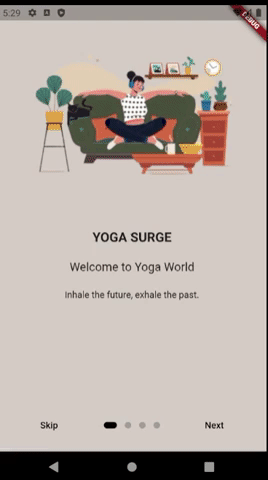 5:29
DEBUG
YOGA SURGE
Welcome to Yoga World
Inhale the future, exhale the past.
Skip
Next